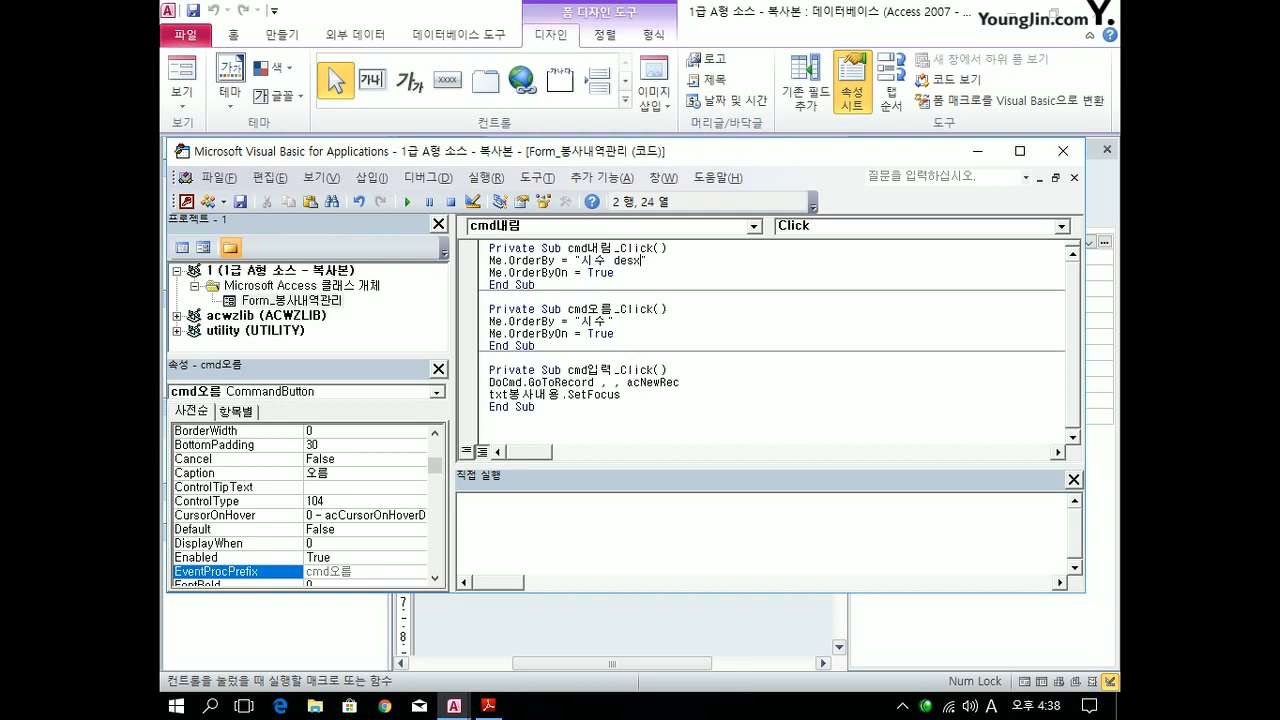 폼 디자인 도구
1급 A형 소스 - 복사본 : 데이터베이스 (Access 2007 - ...
YoungJin.com Y.
파일 홈 만들기 외부 데이터 데이터베이스 도구 디자인 정렬 형식
보기
테마
가가
색
글꼴
가나
가가
xxxx
가나다
이미지
삽입
로고
제목
날짜 및 시간
기존 필드
추가
속성
시트
탭
순서
새 창에서 하위 폼 보기
코드 보기
폼 매크로를 Visual Basic으로 변환
보기 테마 컨트롤 머리글/바닥글 도구
Microsoft Visual Basic for Applications - 1급 A형 소스 - 복사본 - [Form_봉사내역관리 (코드)]
파일(F) 편집(E) 보기(V) 삽입(I) 디버그(D) 실행(R) 도구(T) 추가 기능(A) 창(W) 도움말(H) 질문을 입력하십시오.
2 행, 24 열
프로젝트 - 1
1 (1급 A형 소스 - 복사본)
Microsoft Access 클래스 개체
Form_봉사내역관리
acwzlib (ACWZLIB)
utility (UTILITY)
속성 - cmd오름
cmd오름 CommandButton
사전순 항목별
BorderWidth 0
BottomPadding 30
Cancel False
Caption 오름
ControlTipText
ControlType 104
CursorOnHover 0 - acCursorOnHoverD
Default False
DisplayWhen 0
Enabled True
EventProcPrefix cmd오름
FontBold 0
cmd내림 Click
Private Sub cmd내림_Click()
Me.OrderBy = "시수 desx"
Me.OrderByOn = True
End Sub
Private Sub cmd오름_Click()
Me.OrderBy = "시수"
Me.OrderByOn = True
End Sub
Private Sub cmd입력_Click()
DoCmd.GoToRecord , , acNewRec
txt봉사내용.SetFocus
End Sub
직접 실행
7
8
컨트롤을 눌렀을 때 실행할 매크로 또는 함수
Num Lock
A 오후 4:38